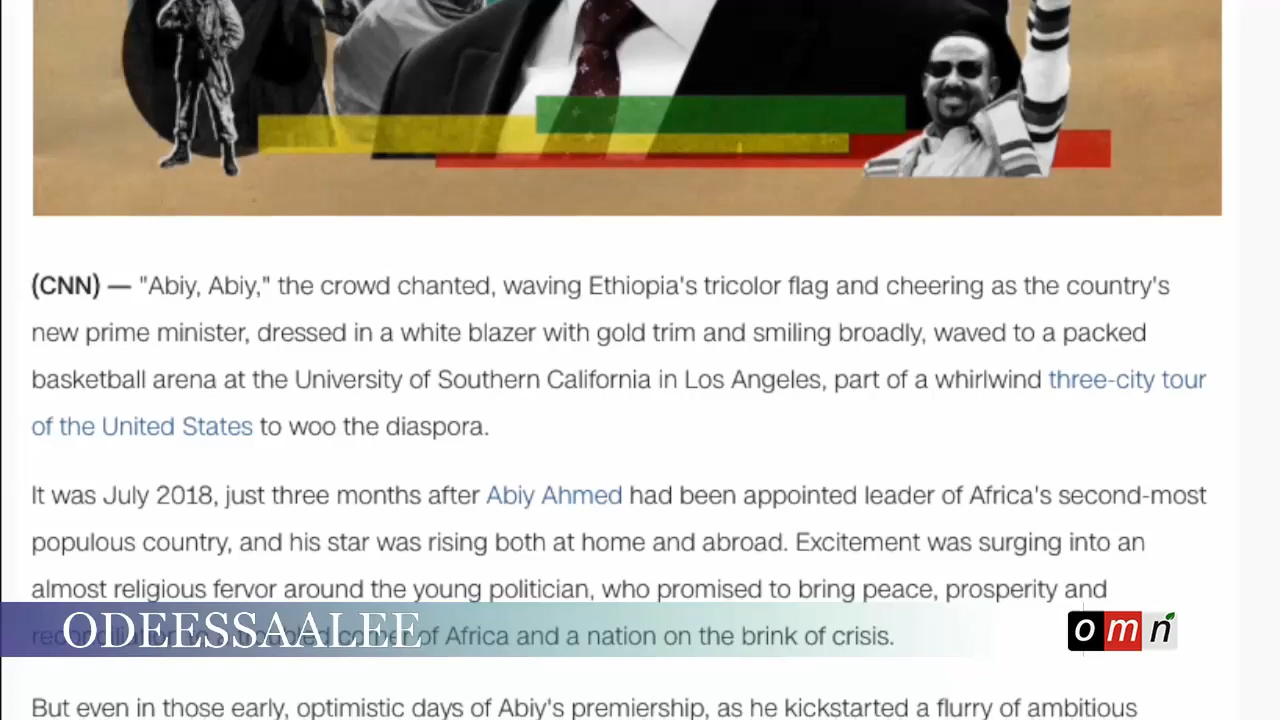 (CNN) — "Abiy, Abiy," the crowd chanted, waving Ethiopia's tricolor flag and cheering as the country's
new prime minister, dressed in a white blazer with gold trim and smiling broadly, waved to a packed
basketball arena at the University of Southern California in Los Angeles, part of a whirlwind three-city tour
of the United States to woo the diaspora.
It was July 2018, just three months after Abiy Ahmed had been appointed leader of Africa's second-most
populous country, and his star was rising both at home and abroad. Excitement was surging into an
almost religious fervor around the young politician, who promised to bring peace, prosperity and
reconciliation to a troubled corner of Africa and a nation on the brink of crisis.
ODEESSAALEE
omn
But even in those early, optimistic days of Abiy's premiership, as he kickstarted a flurry of ambitious